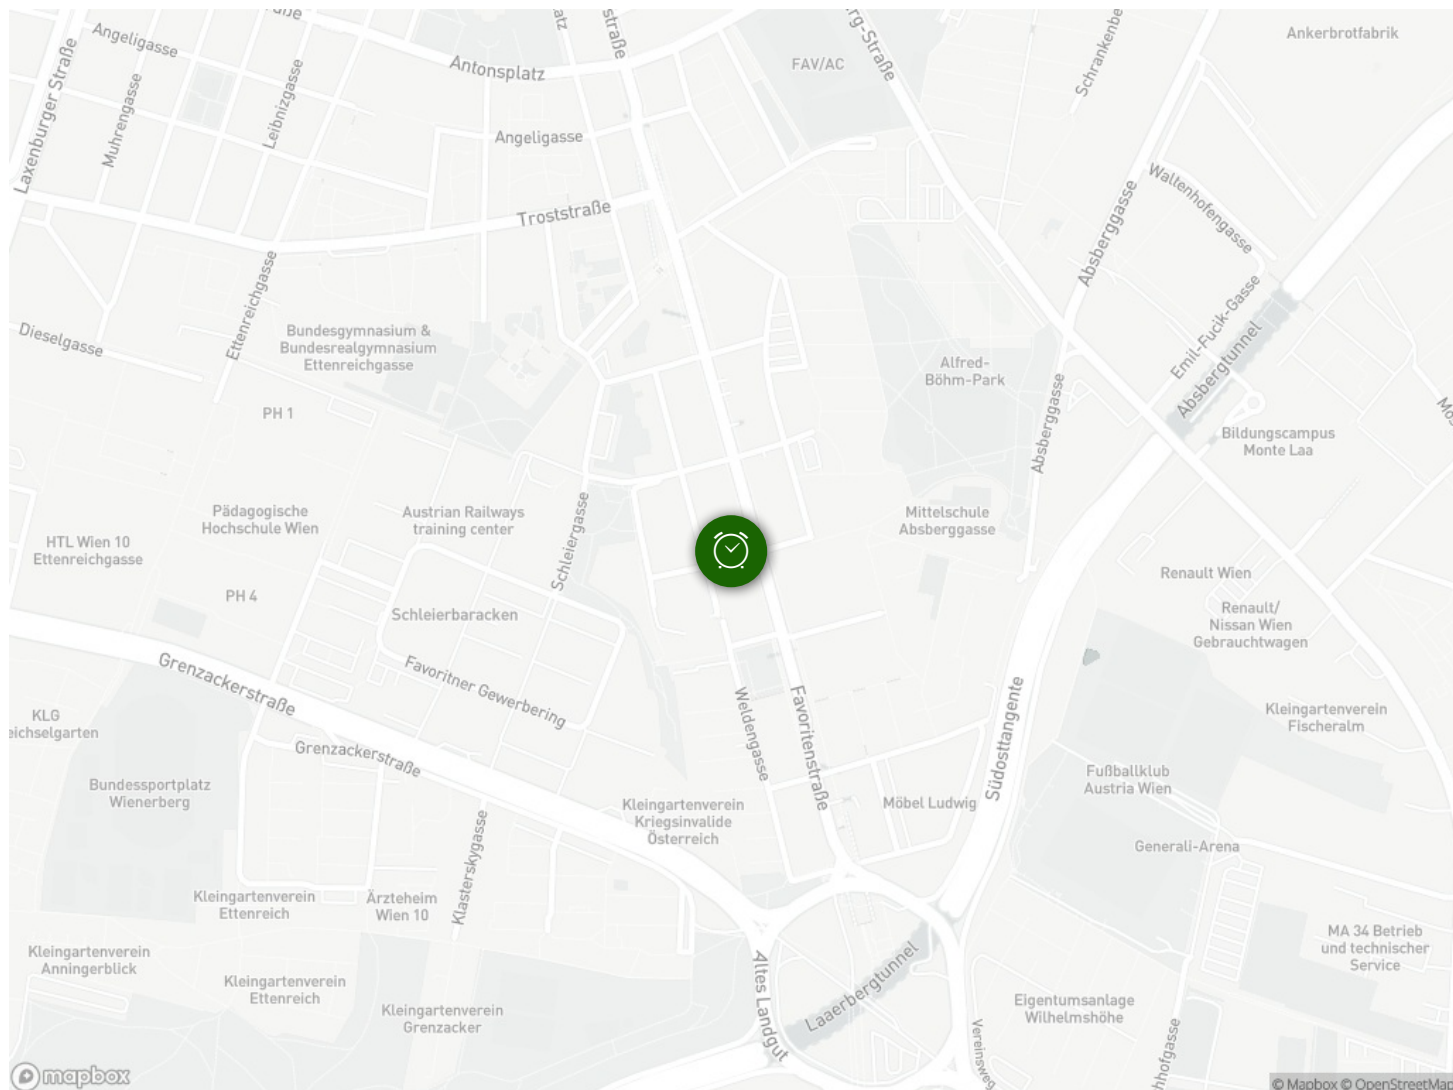 Angeligasse
Laxenburger Straße
Muhrengasse
Leibnizgasse
Antonsplatz
Angeligasse
FAV/AC
Schrankenbe
Ankerbrotfabrik
Troststraße
Absberggasse
Waltenhofengasse
Emil-Fucik-Gasse
Absbergtunnel
Dieselgasse
Ettenreichgasse
Bundesgymnasium &
Bundesrealgymnasium
Ettenreichgasse
Alfred-
Böhm-Park
Absberggasse
PH 1
Bildungscampus
Monte Laa
Pädagogische
Hochschule Wien
Austrian Railways
training center
Schleiergasse
Mittelschule
Absberggasse
HTL Wien 10
Ettenreichgasse
Renault Wien
PH 4
Schleierbaracken
Renault/
Nissan Wien
Gebrauchtwagen
Grenzackerstraße
Favoritner Gewerbering
Weldengasse
Favoritenstraße
Südosttangente
KLG
eichselgarten
Kleingartenverein
Fischeralm
Grenzackerstraße
Bundessportplatz
Wienerberg
Fußballklub
Austria Wien
Kleingartenverein
Kriegsinvalide
Österreich
Möbel Ludwig
Klasterskygasse
Generali-Arena
Kleingartenverein
Ettenreich
Ärzteheim
Wien 10
MA 34 Betrieb
und technischer
Service
Kleingartenverein
Anningerblick
Kleingartenverein
Ettenreich
Kleingartenverein
Grenzacker
Altes Landgut
Laaerbergtunnel
Eigentumsanlage
Wilhelmshöhe
Vereinsweg
hhofgasse
mapbox
© Mapbox © OpenStreetMap